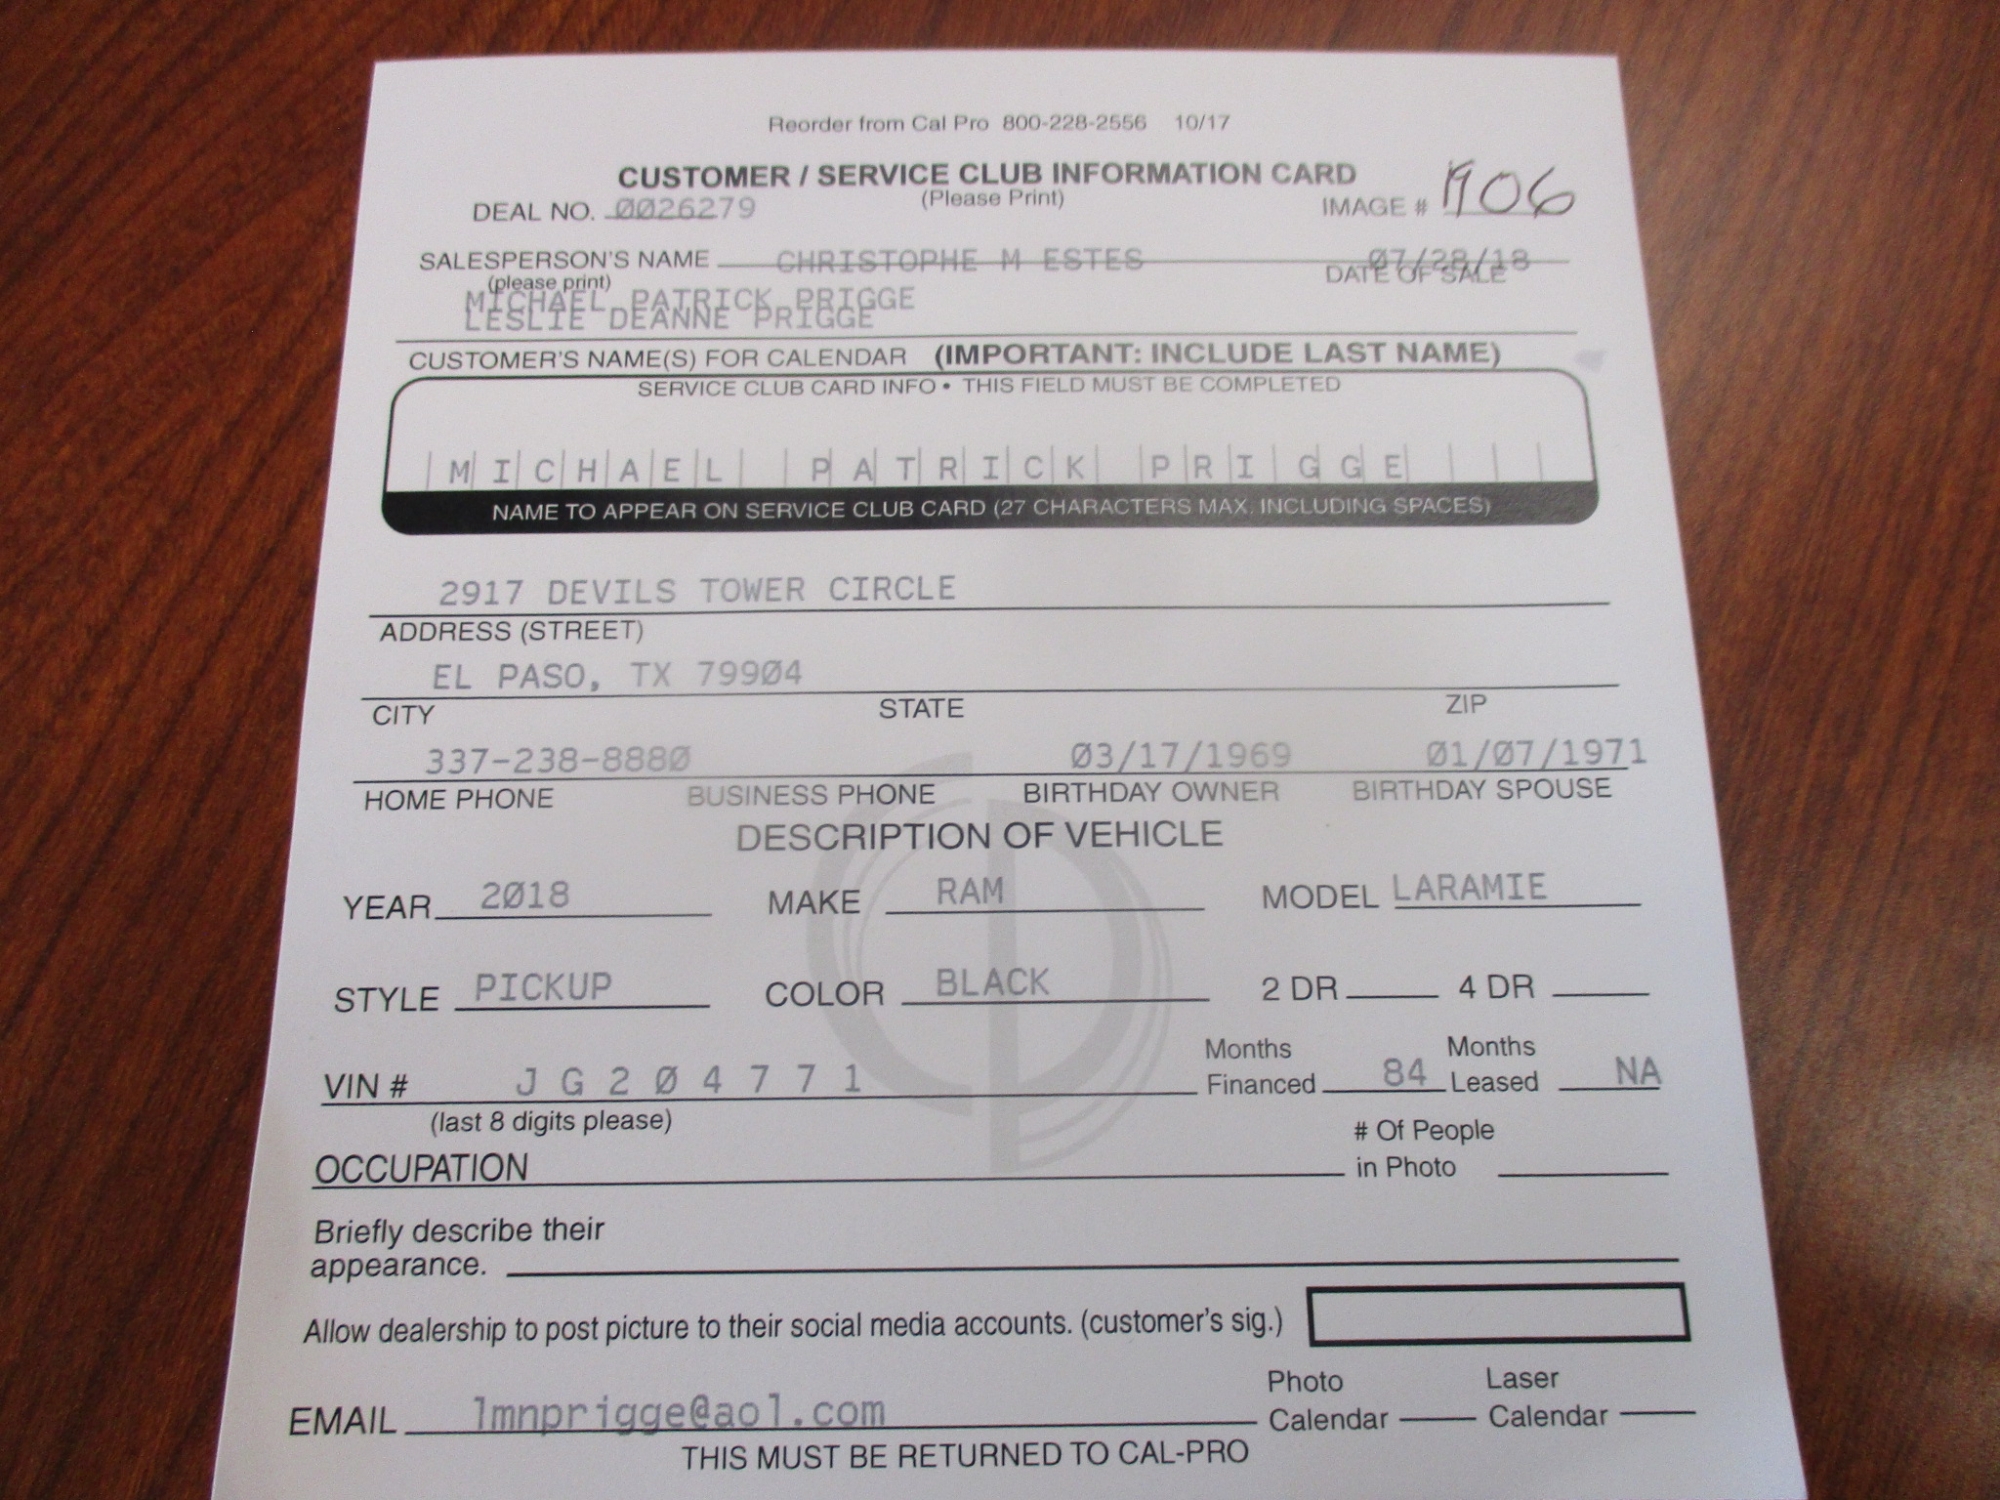 Reorder from Cal Pro 800-228-2556 10/17
CUSTOMER / SERVICE CLUB INFORMATION CARD
(Please Print)
DEAL NO. 0026279
IMAGE # 1906
SALESPERSON'S NAME CHRISTOPHE M ESTES
(please print)
07/28/18
DATE OF SALE
MICHAEL PATRICK PRIGGE
LESLIE DEANNE PRIGGE
CUSTOMER'S NAME(S) FOR CALENDAR (IMPORTANT: INCLUDE LAST NAME)
SERVICE CLUB CARD INFO • THIS FIELD MUST BE COMPLETED
MICHAEL PATRICK PRIGGE
NAME TO APPEAR ON SERVICE CLUB CARD (27 CHARACTERS MAX. INCLUDING SPACES)
2917 DEVILS TOWER CIRCLE
ADDRESS (STREET)
EL PASO, TX 79904
CITY STATE ZIP
337-238-8880 03/17/1969 01/07/1971
HOME PHONE BUSINESS PHONE BIRTHDAY OWNER BIRTHDAY SPOUSE
DESCRIPTION OF VEHICLE
YEAR 2018 MAKE RAM MODEL LARAMIE
STYLE PICKUP COLOR BLACK 2 DR 4 DR
VIN # JG204771
(last 8 digits please)
Months Financed 84 Months Leased NA
OCCUPATION
# Of People in Photo
Briefly describe their
appearance.
Allow dealership to post picture to their social media accounts. (customer's sig.)
EMAIL lmnprigge@aol.com
Photo Calendar Laser Calendar
THIS MUST BE RETURNED TO CAL-PRO